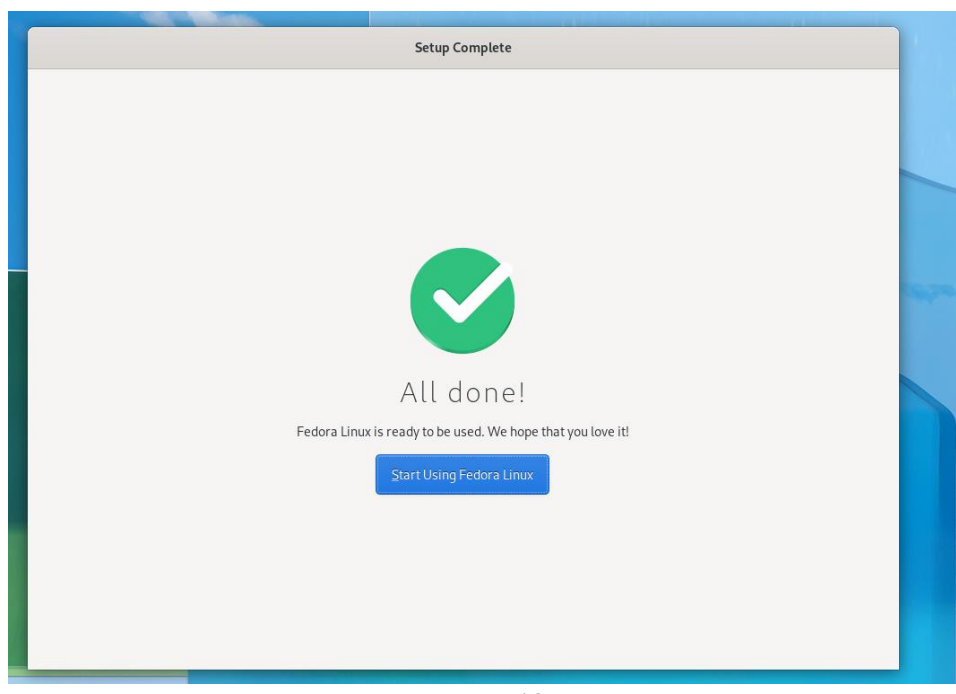 Setup Complete
All done!
Fedora Linux is ready to be used. We hope that you love it!
Start Using Fedora Linux